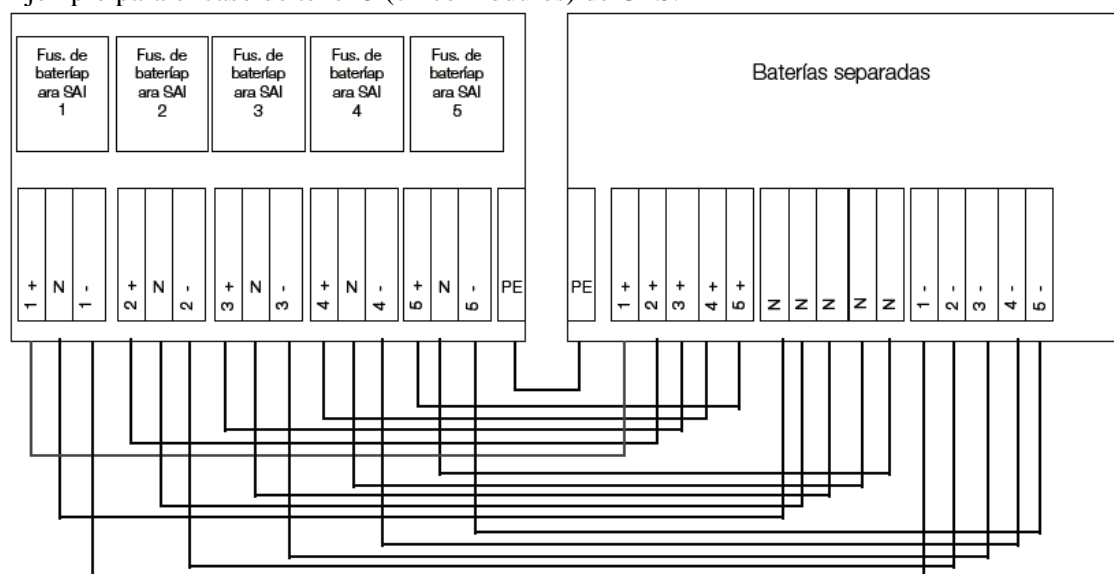 Fus. de
bateríap
ara SAI
1
Fus. de
bateríap
ara SAI
2
Fus. de
bateríap
ara SAI
3
Fus. de
bateríap
ara SAI
4
Fus. de
bateríap
ara SAI
5
Baterías separadas
1 +
N
1 -
2 +
N
2 -
3 +
N
3 -
4 +
N
4 -
5 +
N
5 -
PE
PE
1 +
2 +
3 +
4 +
5 +
N
N
N
N
N
1 -
2 -
3 -
4 -
5 -